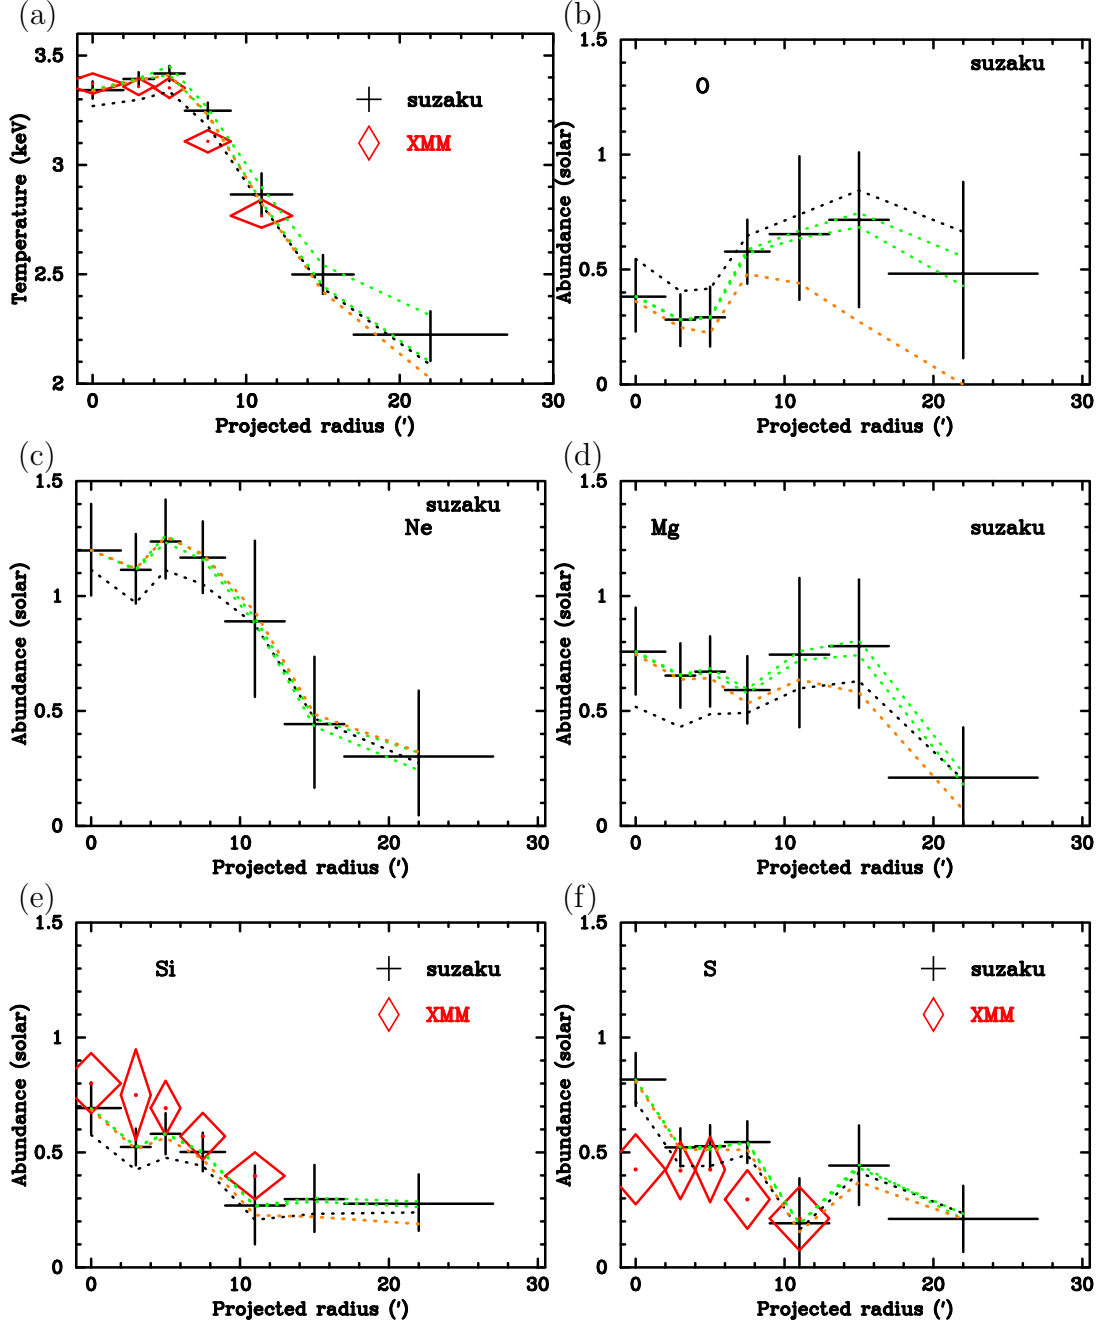 (a)
3.5
3
2.5
2
Temperature (keV)
suzaku
XMM
0
10
20
30
Projected radius (')
(b)
1.5
1
0.5
0
Abundance (solar)
O
suzaku
0
10
20
30
Projected radius (')
(c)
1.5
1
0.5
0
Abundance (solar)
suzaku
Ne
0
10
20
30
Projected radius (')
(d)
1.5
1
0.5
0
Abundance (solar)
Mg
suzaku
0
10
20
30
Projected radius (')
(e)
1.5
1
0.5
0
Abundance (solar)
Si
suzaku
XMM
0
10
20
30
Projected radius (')
(f)
1.5
1
0.5
0
Abundance (solar)
S
suzaku
XMM
0
10
20
30
Projected radius (')